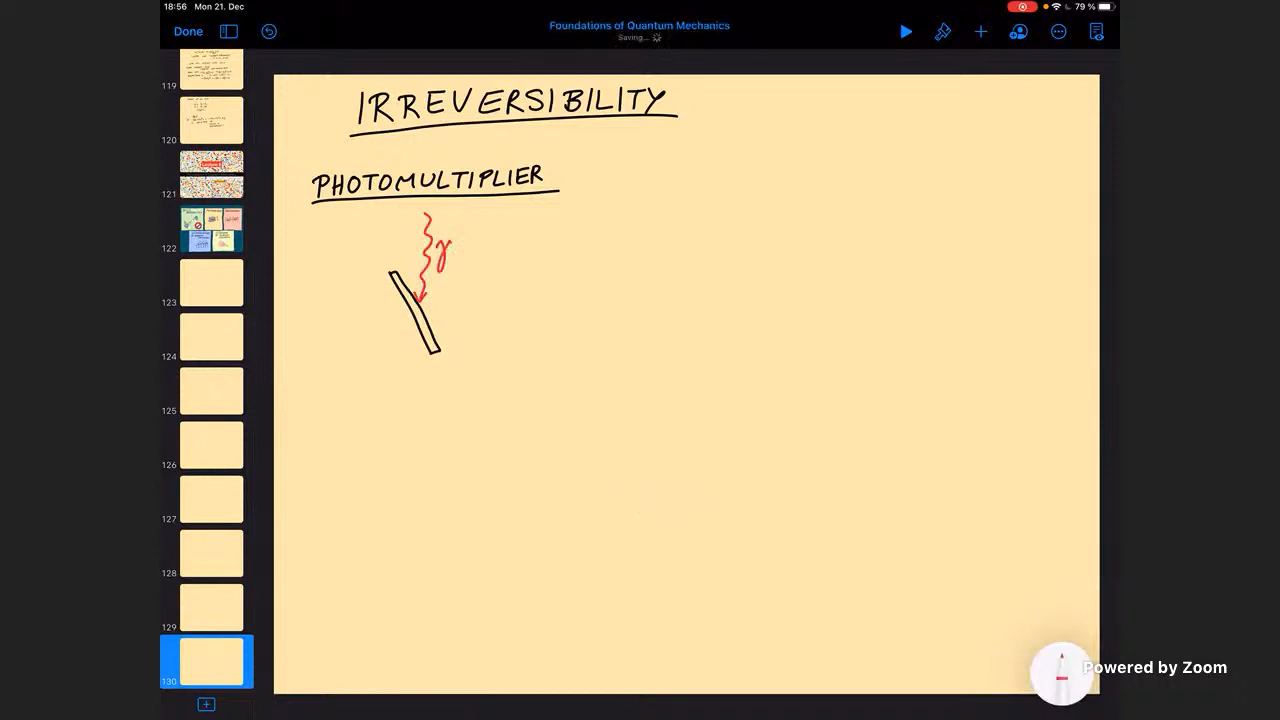 18:56 Mon 21. Dec
79 %
Done
Foundations of Quantum Mechanics
Saving...
119
120
121
122
123
124
125
126
127
128
129
130
IRREVERSIBILITY
PHOTOMULTIPLIER
γ
Powered by Zoom